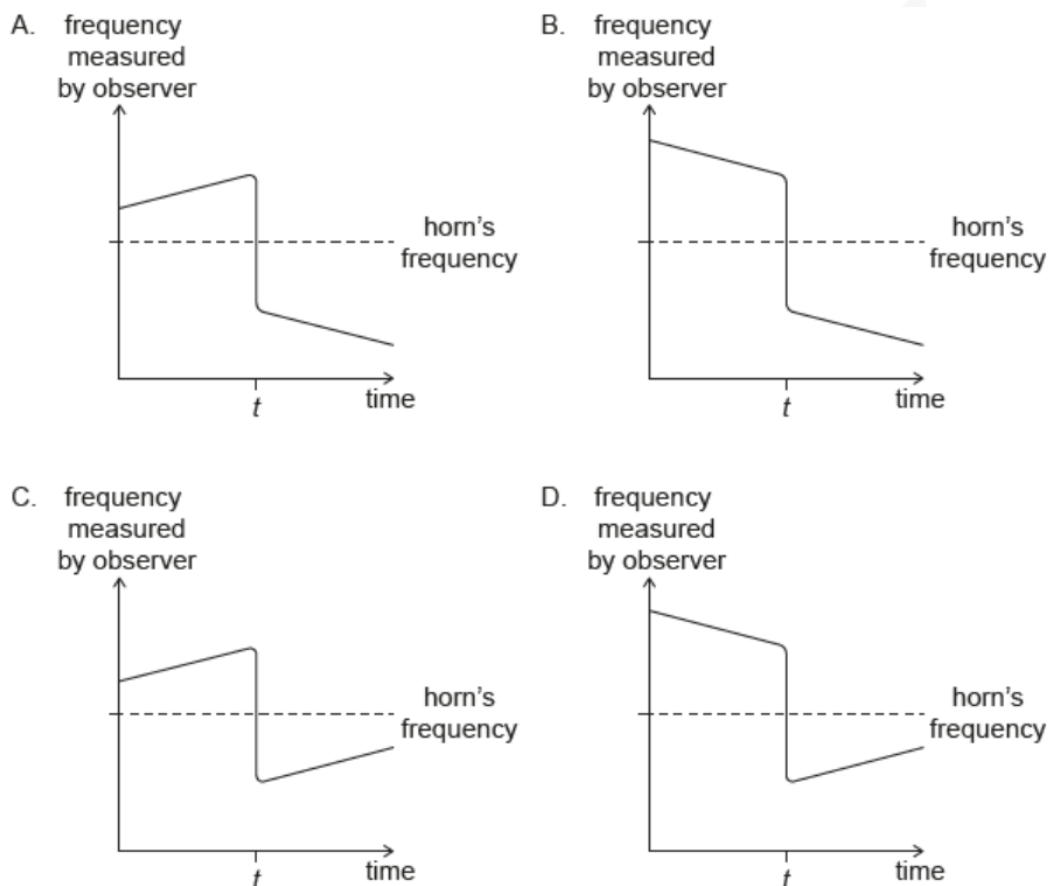 A. frequency
measured
by observer
horn's
frequency
t
time
B. frequency
measured
by observer
horn's
frequency
t
time
C. frequency
measured
by observer
horn's
frequency
t
time
D. frequency
measured
by observer
horn's
frequency
t
time